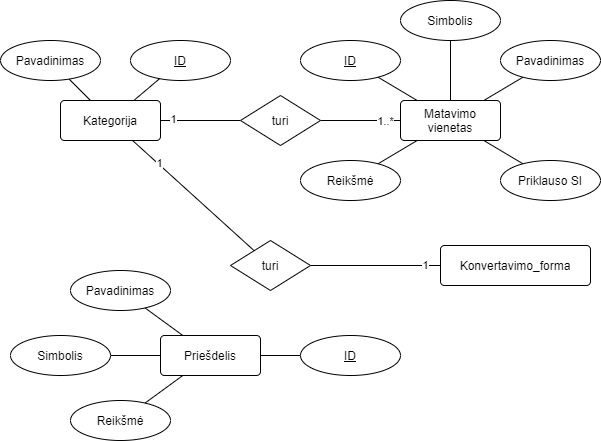 Simbolis
Pavadinimas
ID
ID
Pavadinimas
Kategorija
1
turi
1..*
Matavimo
vienetas
1
Reikšmė
Priklauso SI
turi
1
Konvertavimo_forma
Pavadinimas
Simbolis
Priešdelis
ID
Reikšmė